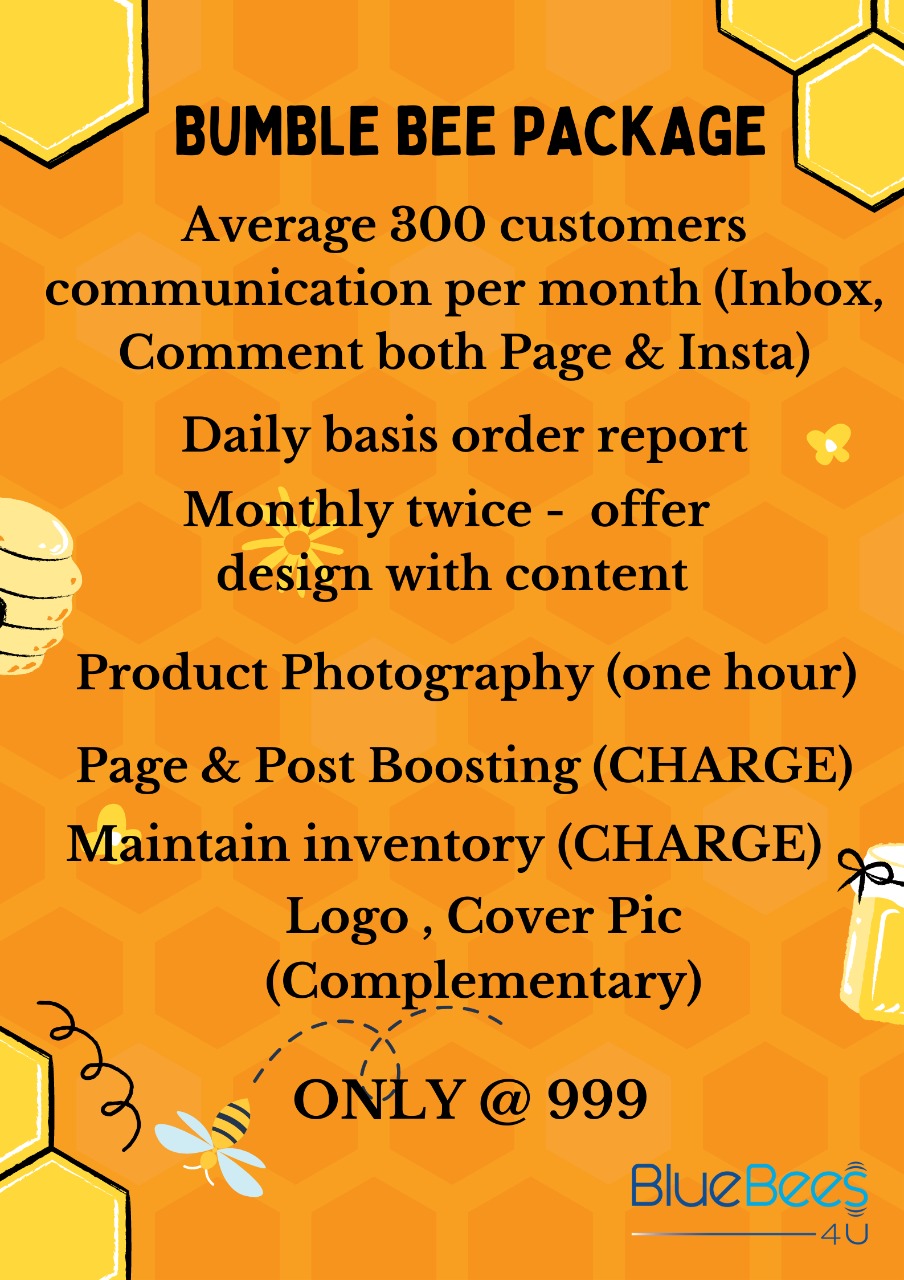 BUMBLE BEE PACKAGE
Average 300 customers
communication per month (Inbox,
Comment both Page & Insta)
Daily basis order report
Monthly twice - offer
design with content
Product Photography (one hour)
Page & Post Boosting (CHARGE)
Maintain inventory (CHARGE)
Logo , Cover Pic
(Complementary)
ONLY @ 999
BlueBees
4U